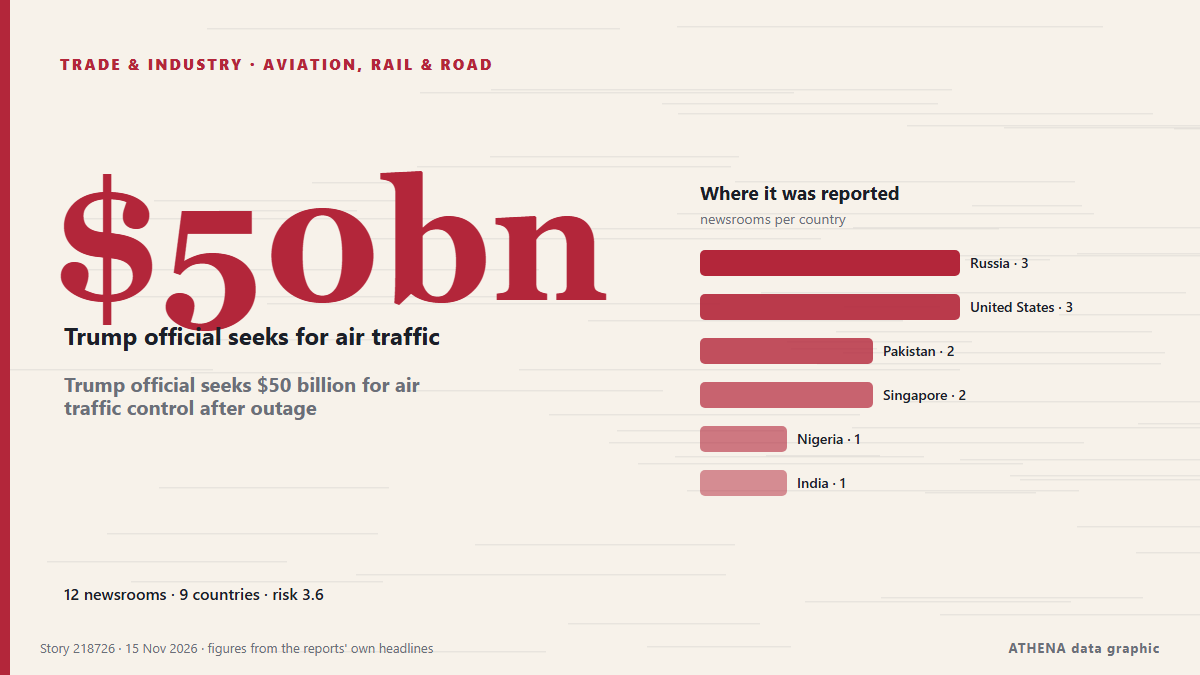 TRADE & INDUSTRY · AVIATION, RAIL & ROAD
$50bn
Trump official seeks for air traffic
Trump official seeks $50 billion for air
traffic control after outage
12 newsrooms · 9 countries · risk 3.6
Where it was reported
newsrooms per country
Russia · 3
United States · 3
Pakistan · 2
Singapore · 2
Nigeria · 1
India · 1
Story 218726 · 15 Nov 2026 · figures from the reports' own headlines
ATHENA data graphic